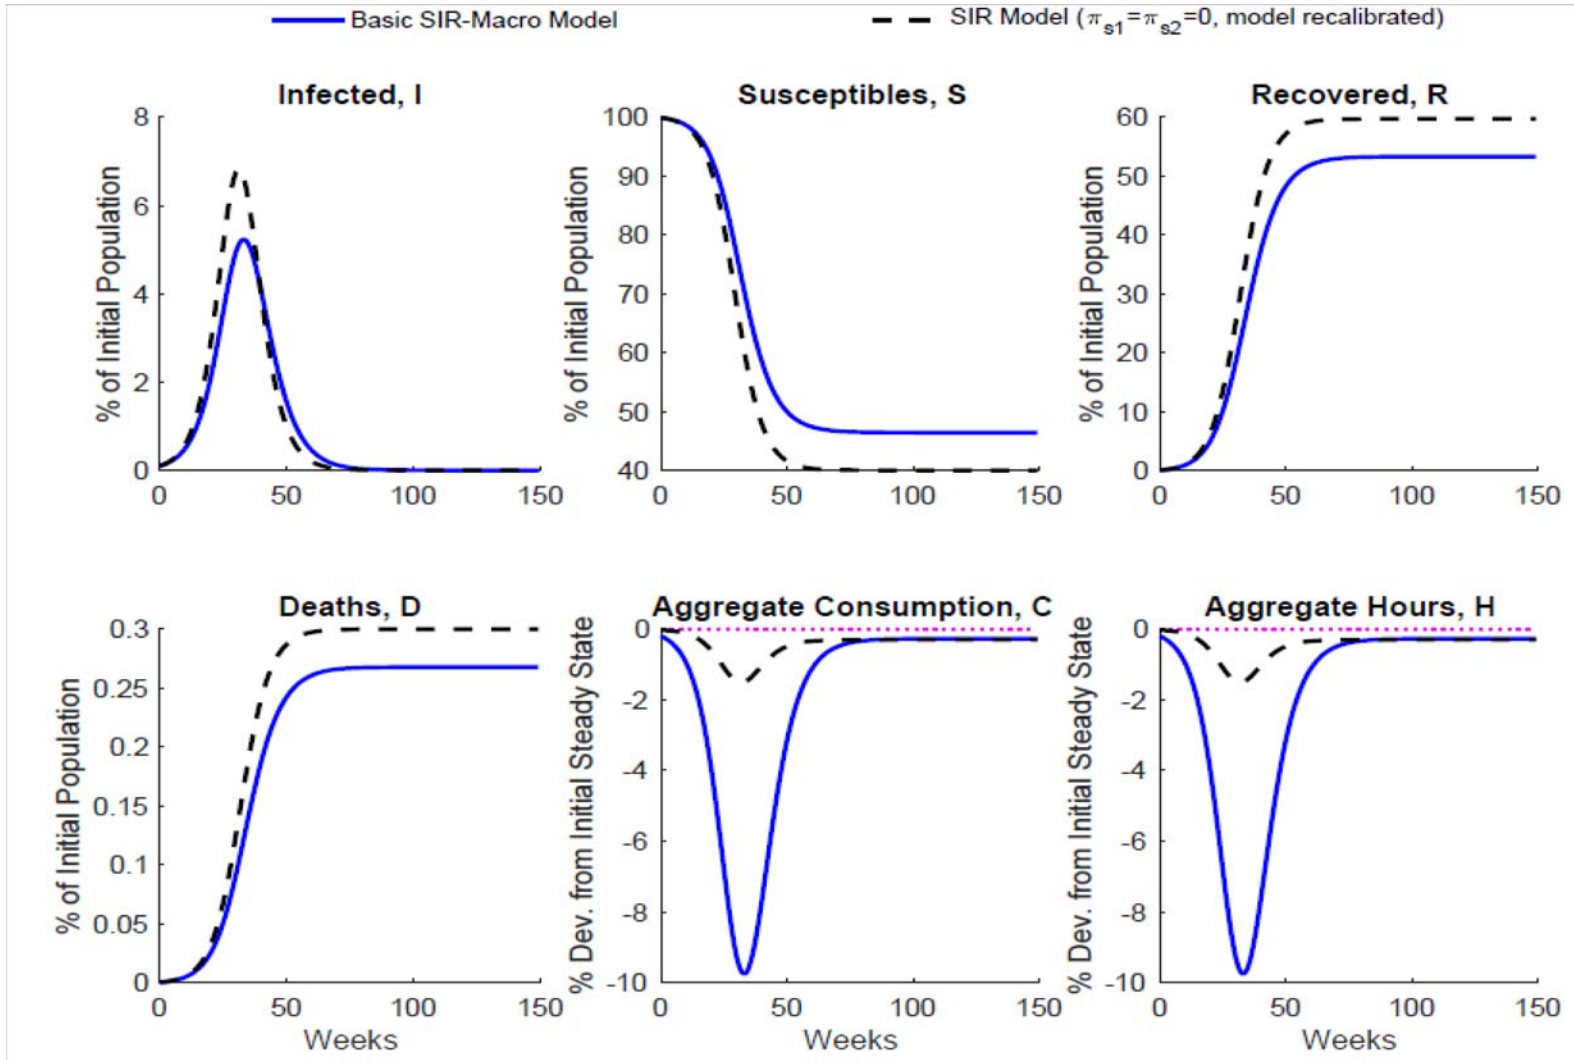 Basic SIR-Macro Model
SIR Model (π_s1=π_s2=0, model recalibrated)
Infected, I
% of Initial Population
8
6
4
2
0
0 50 100 150
Susceptibles, S
% of Initial Population
100
90
80
70
60
50
40
0 50 100 150
Recovered, R
% of Initial Population
60
50
40
30
20
10
0
0 50 100 150
Deaths, D
% of Initial Population
0.3
0.25
0.2
0.15
0.1
0.05
0
0 50 100 150
Weeks
Aggregate Consumption, C
% Dev. from Initial Steady State
0
-2
-4
-6
-8
-10
0 50 100 150
Weeks
Aggregate Hours, H
% Dev. from Initial Steady State
0
-2
-4
-6
-8
-10
0 50 100 150
Weeks